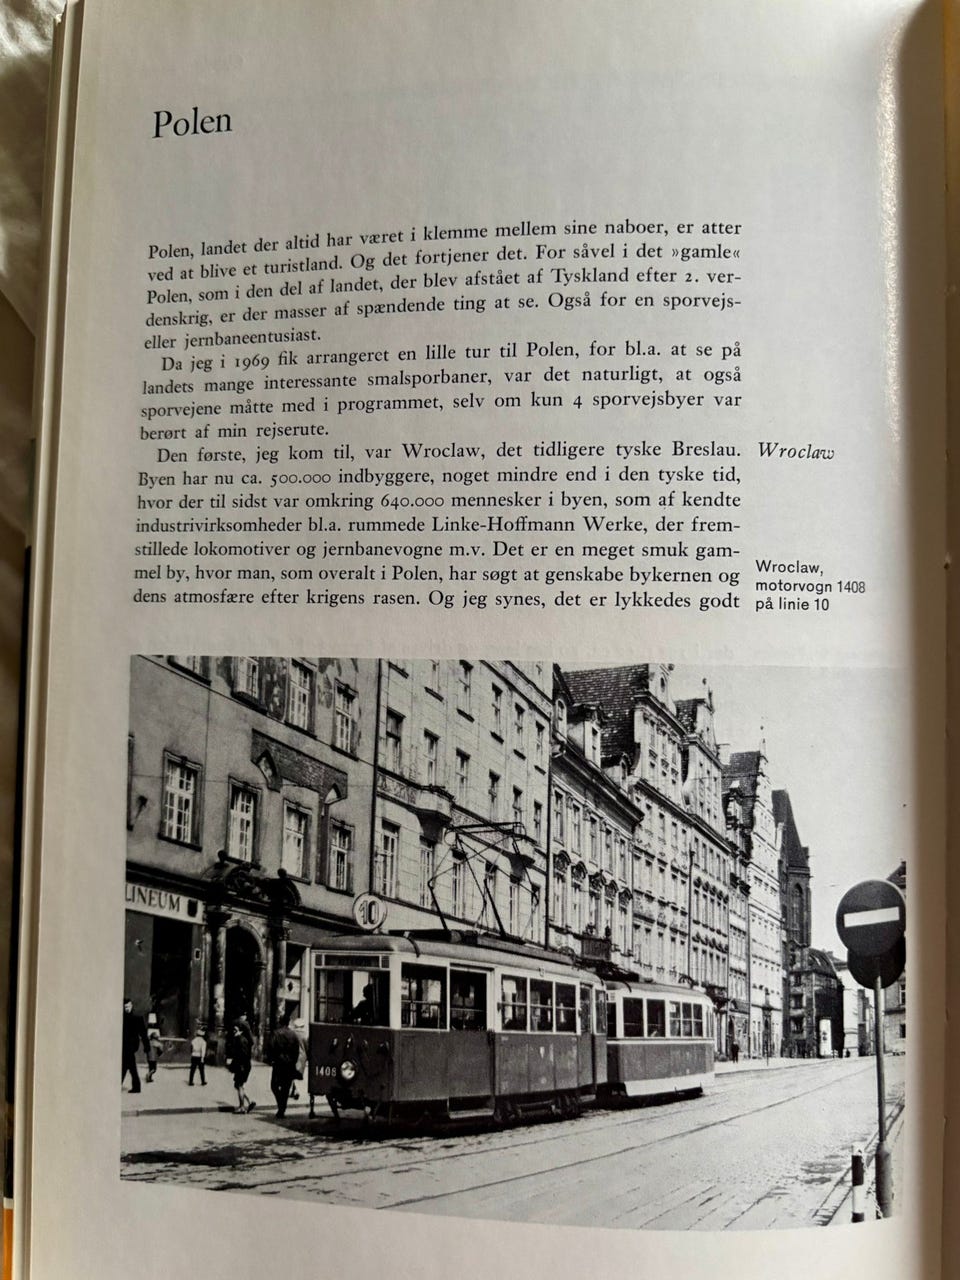 Polen
Polen, landet der altid har været i klemme mellem sine naboer, er atter
ved at blive et turistland. Og det fortjener det. For såvel i det »gamle«
Polen, som i den del af landet, der blev afstået af Tyskland efter 2. ver-
denskrig, er der masser af spændende ting at se. Også for en sporvejs-
eller jernbaneentusiast.
Da jeg i 1969 fik arrangeret en lille tur til Polen, for bl.a. at se på
landets mange interessante smalsporbaner, var det naturligt, at også
sporvejene måtte med i programmet, selv om kun 4 sporvejsbyer var
berørt af min rejserute.
Den første, jeg kom til, var Wroclaw, det tidligere tyske Breslau.
Byen har nu ca. 500.000 indbyggere, noget mindre end i den tyske tid,
hvor der til sidst var omkring 640.000 mennesker i byen, som af kendte
industrivirksomheder bl.a. rummede Linke-Hoffmann Werke, der frem-
stillede lokomotiver og jernbanevogne m.v. Det er en meget smuk gam-
mel by, hvor man, som overalt i Polen, har søgt at genskabe bykernen og
dens atmosfære efter krigens rasen. Og jeg synes, det er lykkedes godt
Wroclaw
Wroclaw,
motorvogn 1408
på linie 10
LINEUM
10
1408